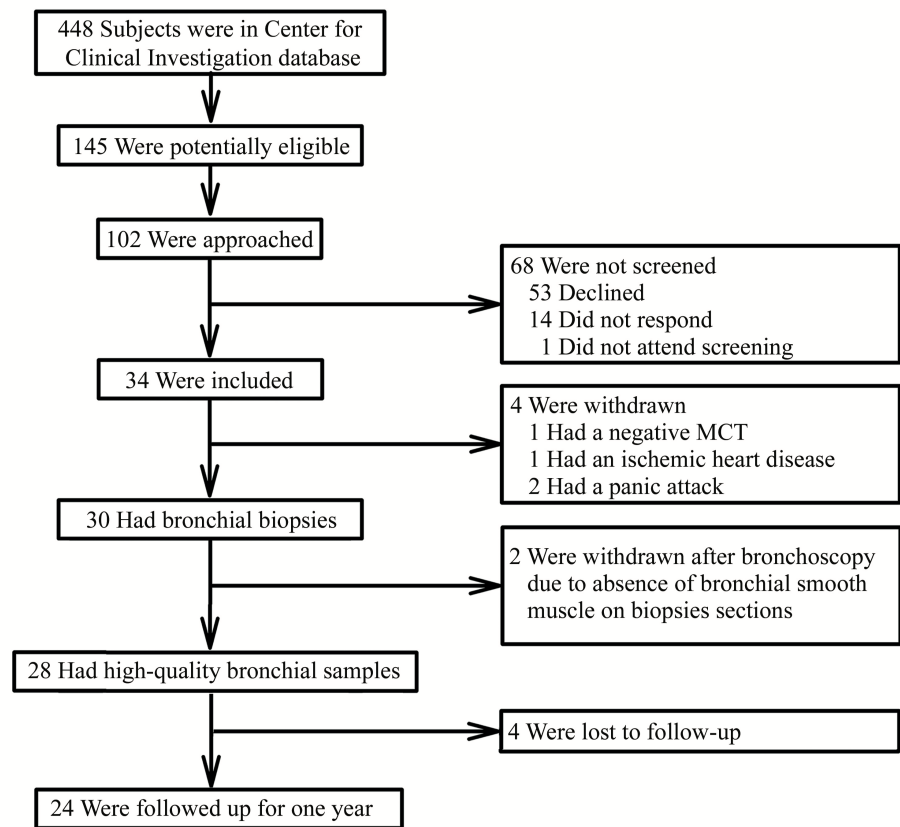 448 Subjects were in Center for
Clinical Investigation database
145 Were potentially eligible
102 Were approached
68 Were not screened
53 Declined
14 Did not respond
1 Did not attend screening
34 Were included
4 Were withdrawn
1 Had a negative MCT
1 Had an ischemic heart disease
2 Had a panic attack
30 Had bronchial biopsies
2 Were withdrawn after bronchoscopy
due to absence of bronchial smooth
muscle on biopsies sections
28 Had high-quality bronchial samples
4 Were lost to follow-up
24 Were followed up for one year